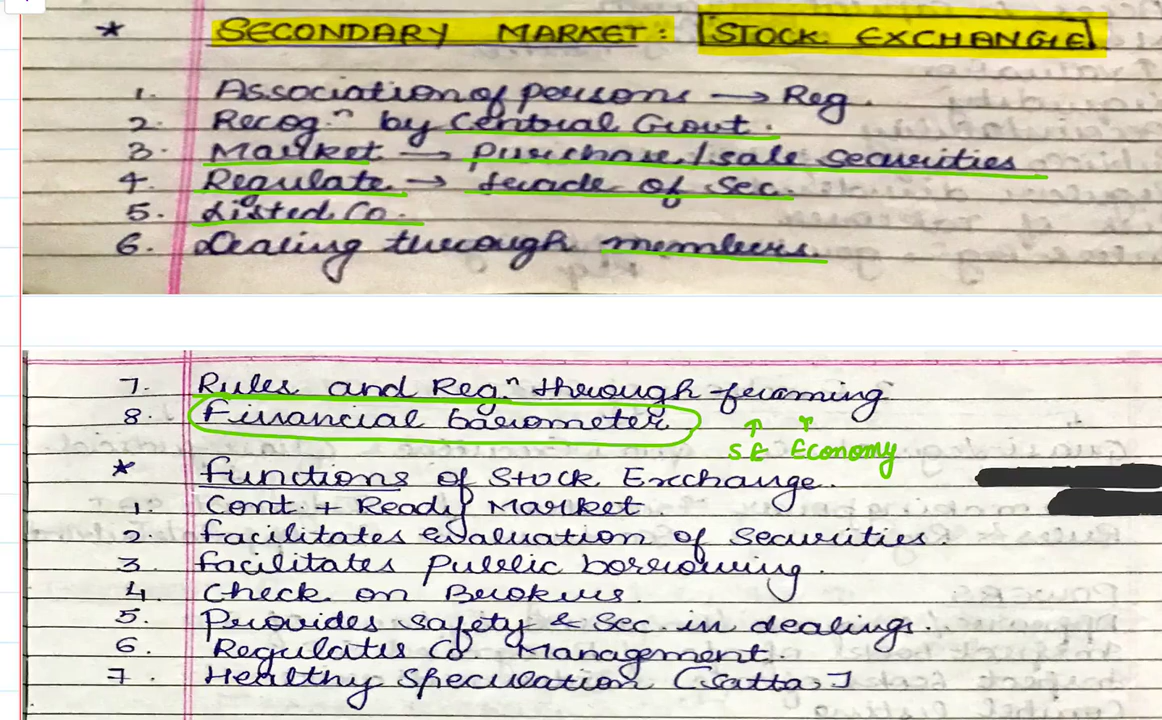 * SECONDARY MARKET: STOCK EXCHANGE
1. Association of persons → Reg.
2. Recog.ⁿ by Central Govt.
3. Market → purchase/sale securities
4. Regulate → trade of Sec.
5. Listed Co.
6. Dealing through members.
7. Rules and Reg.ⁿ through framing
8. Financial barometer ↑ ↑
SE Economy
* Functions of Stock Exchange.
1. Cont. + Ready Market.
2. Facilitates evaluation of Securities.
3. Facilitates Public borrowing.
4. Check on Brokers.
5. Provides safety & Sec. in dealings.
6. Regulates Co. Management
7. Healthy Speculation (Satta)